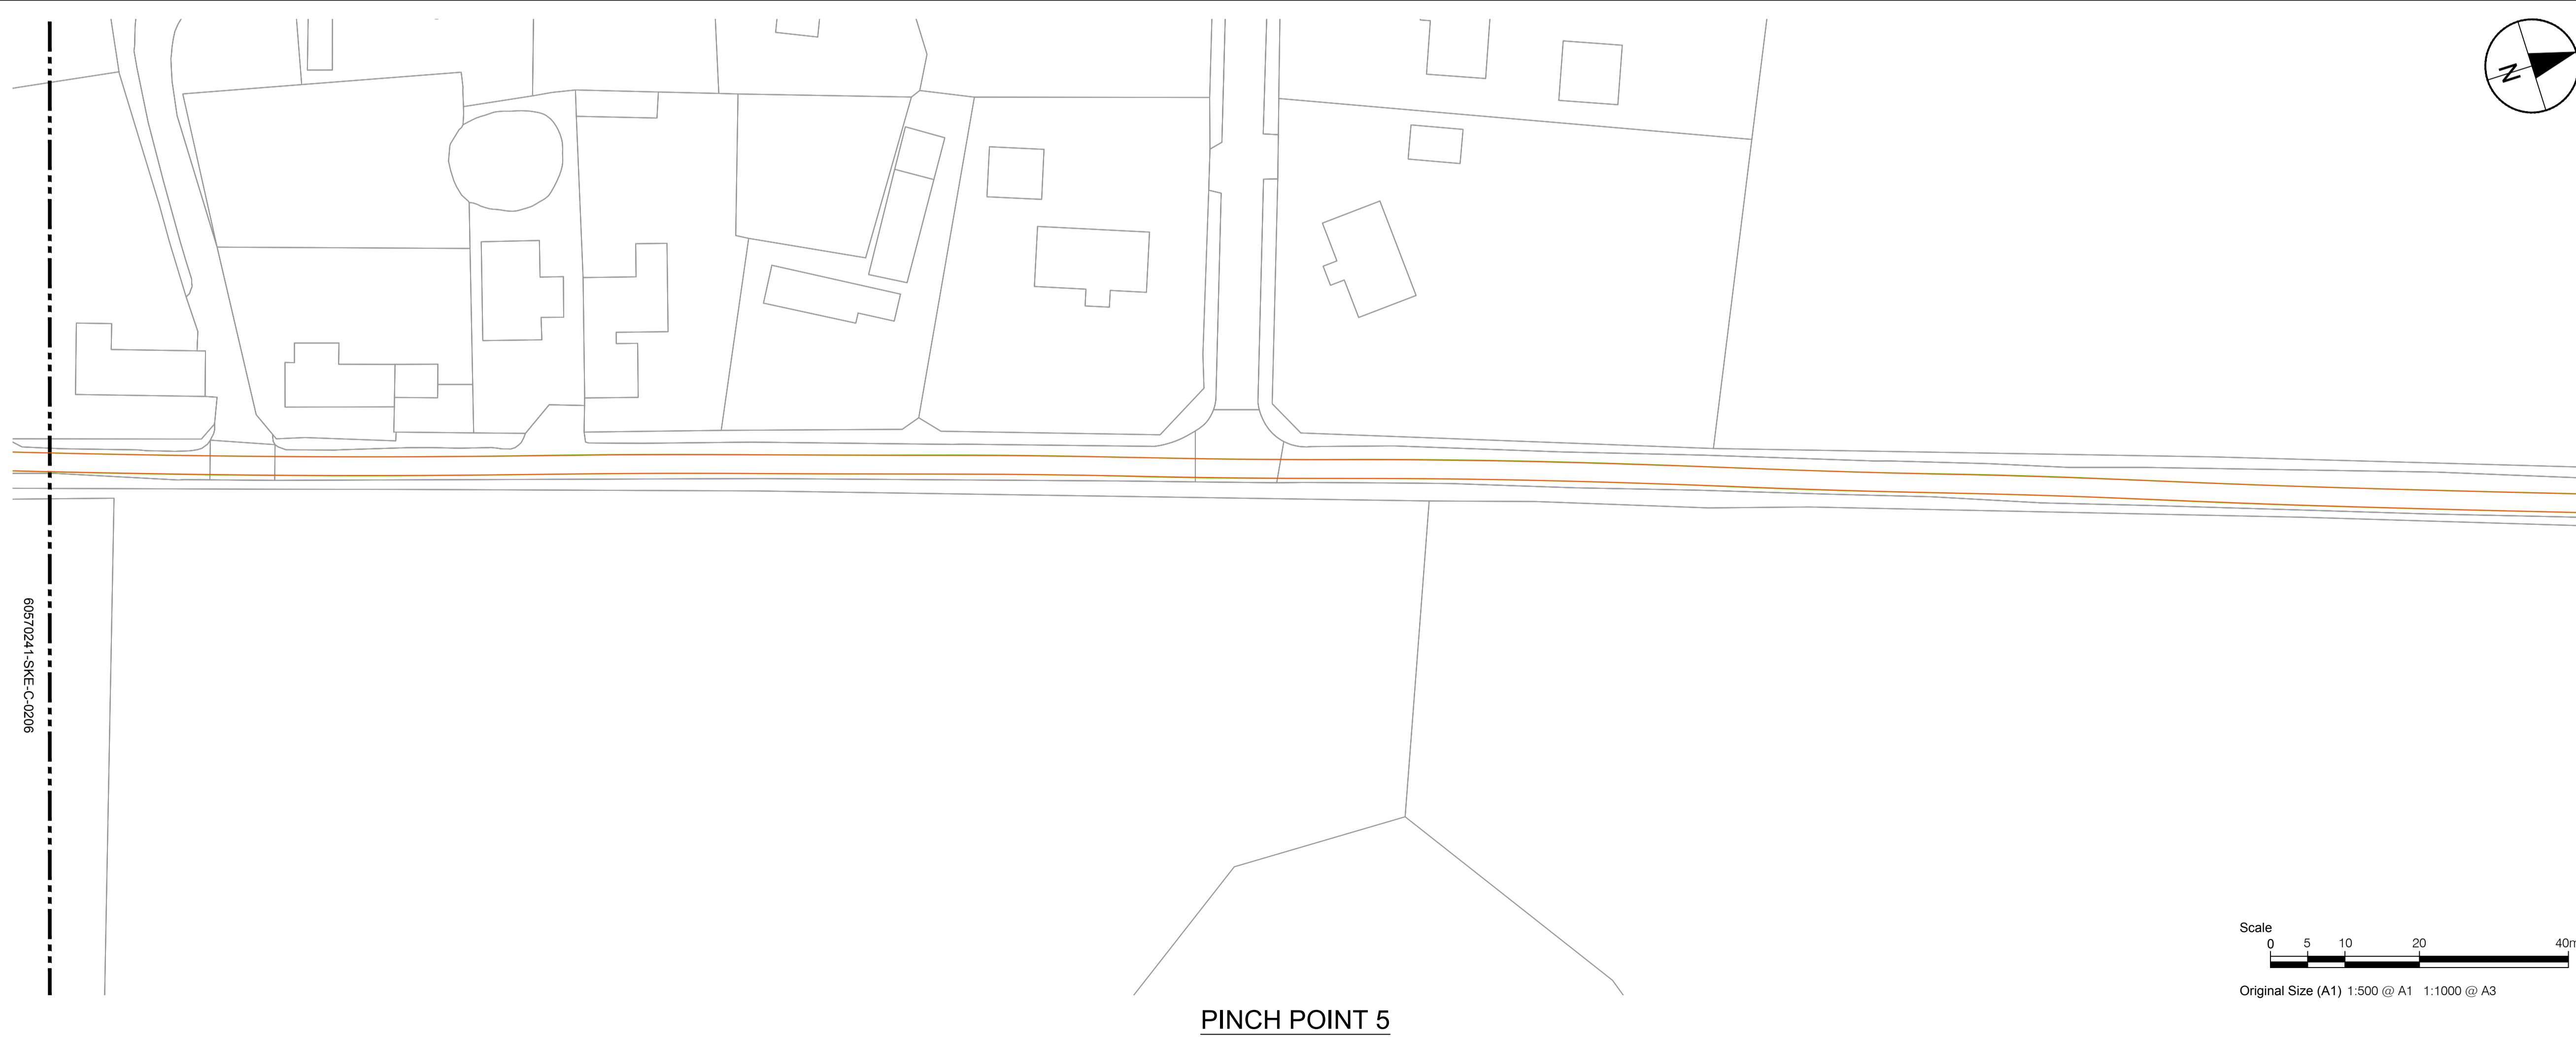 N
60570241-SKE-C-0206
Scale
0 5 10 20 40m
Original Size (A1) 1:500 @ A1 1:1000 @ A3
PINCH POINT 5